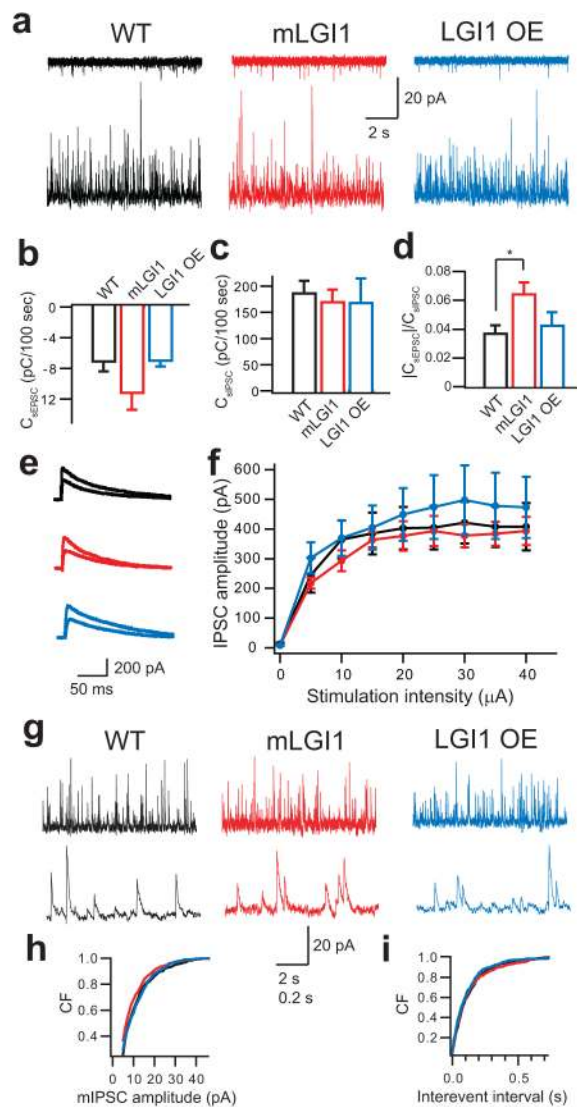 a
WT mLGI1 LGI1 OE
20 pA
2 s
b c d
WT
mLGI1
LGI1 OE
0
-4
-8
12
CsEPSC (pC/100 sec)
200
150
100
50
0
CsIPSC (pC/100 sec)
WT
mLGI1
LGI1 OE
*
0.08
0.06
0.04
0.02
0
|CsEPSC|/CsIPSC
WT
mLGI1
LGI1 OE
e f
200 pA
50 ms
600
500
400
300
200
100
0
IPSC amplitude (pA)
0 10 20 30 40
Stimulation intensity (μA)
g
WT mLGI1 LGI1 OE
20 pA
2 s
0.2 s
h i
1.0
0.8
0.6
0.4
CF
0 10 20 30 40
mIPSC amplitude (pA)
1.0
0.8
0.6
0.4
0.2
CF
0.0 0.5
Interevent interval (s)